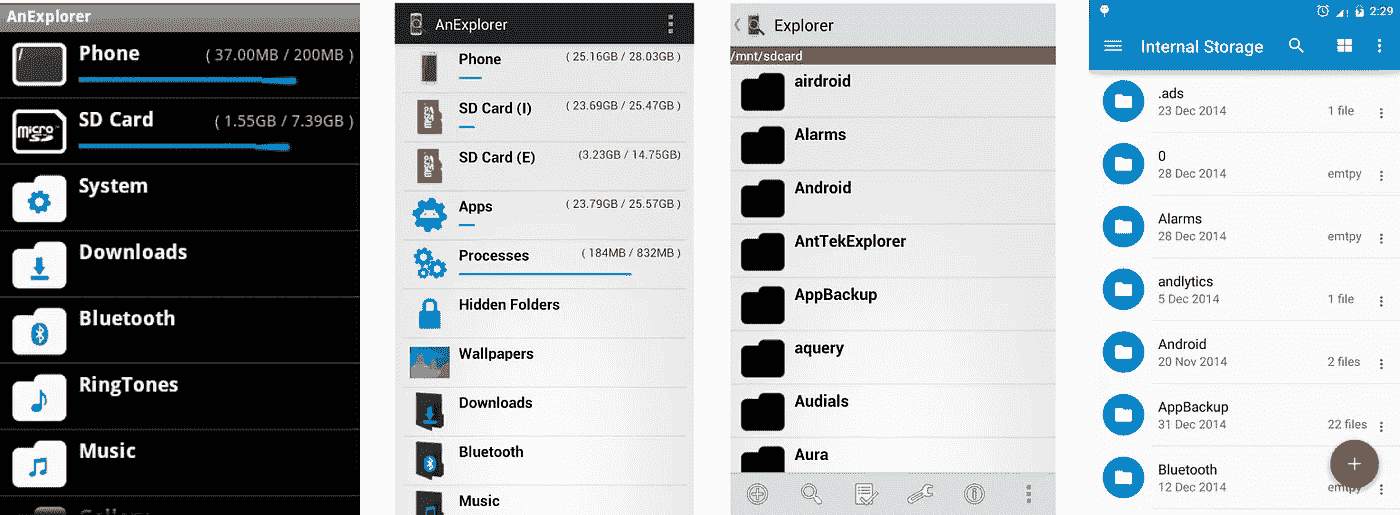 AnExplorer
Phone ( 37.00MB / 200MB )
SD Card ( 1.55GB / 7.39GB )
micro SD
System
Downloads
Bluetooth
RingTones
Music
AnExplorer
Phone ( 25.16GB / 28.03GB )
SD Card (I) ( 23.69GB / 25.47GB )
SD Card (E) (3.23GB / 14.75GB)
Apps ( 23.79GB / 25.57GB )
Processes ( 184MB / 832MB )
Hidden Folders
Wallpapers
Downloads
Bluetooth
Music
Explorer
/mnt/sdcard
airdroid
Alarms
Android
AntTekExplorer
AppBackup
aquery
Audials
Aura
2:29
Internal Storage
.ads
23 Dec 2014 1 file
0
28 Dec 2014 emtpy
Alarms
28 Dec 2014 emtpy
andlytics
5 Dec 2014 1 file
Android
20 Nov 2014 2 files
AppBackup
31 Dec 2014 22 files
Bluetooth
12 Dec 2014 emtpy